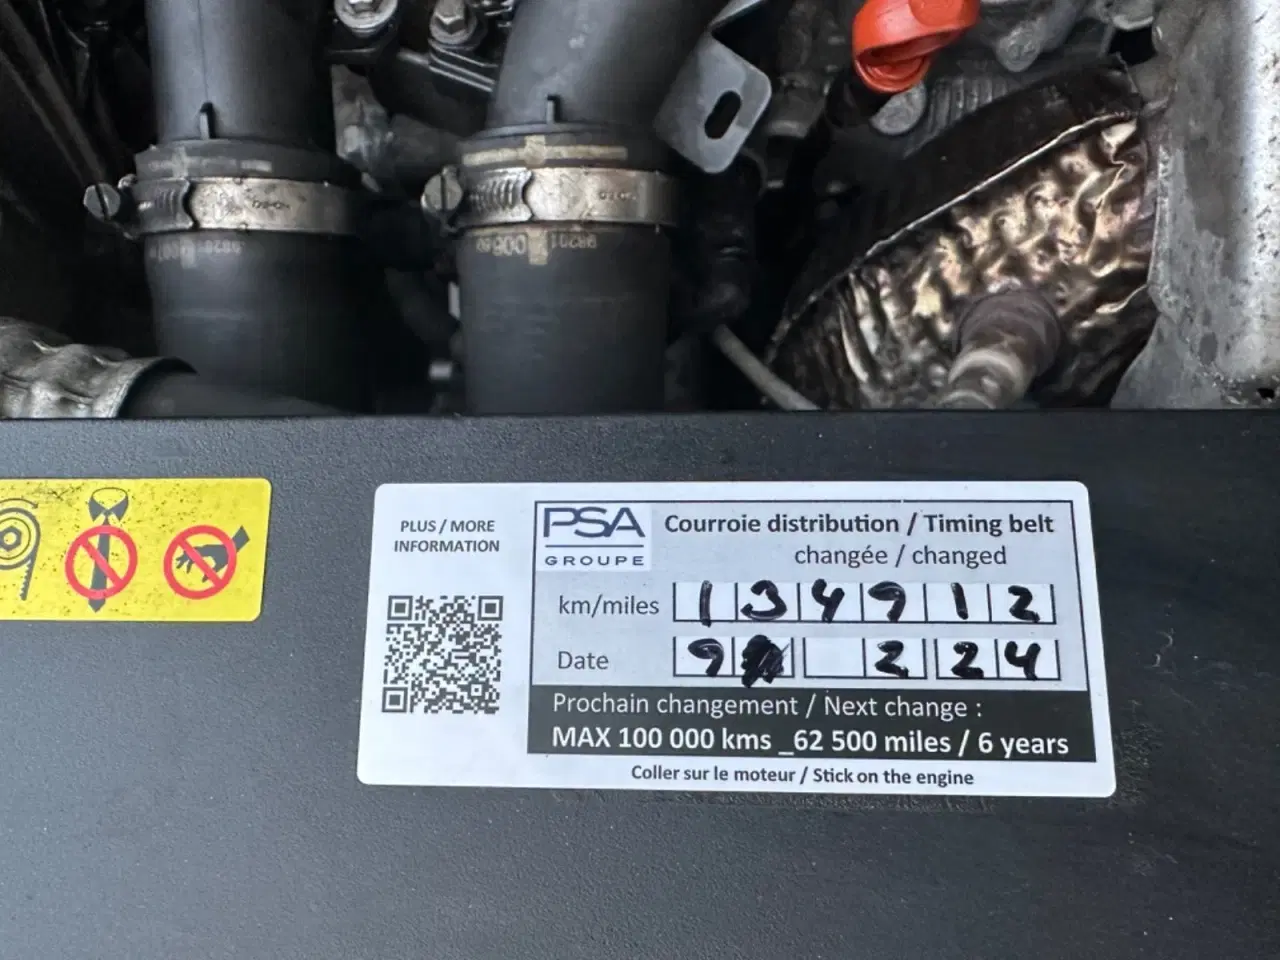 PLUS / MORE
INFORMATION
PSA
GROUPE
Courroie distribution / Timing belt
changée / changed
km/miles 134912
Date 9 2 24
Prochain changement / Next change :
MAX 100 000 kms _62 500 miles / 6 years
Coller sur le moteur / Stick on the engine